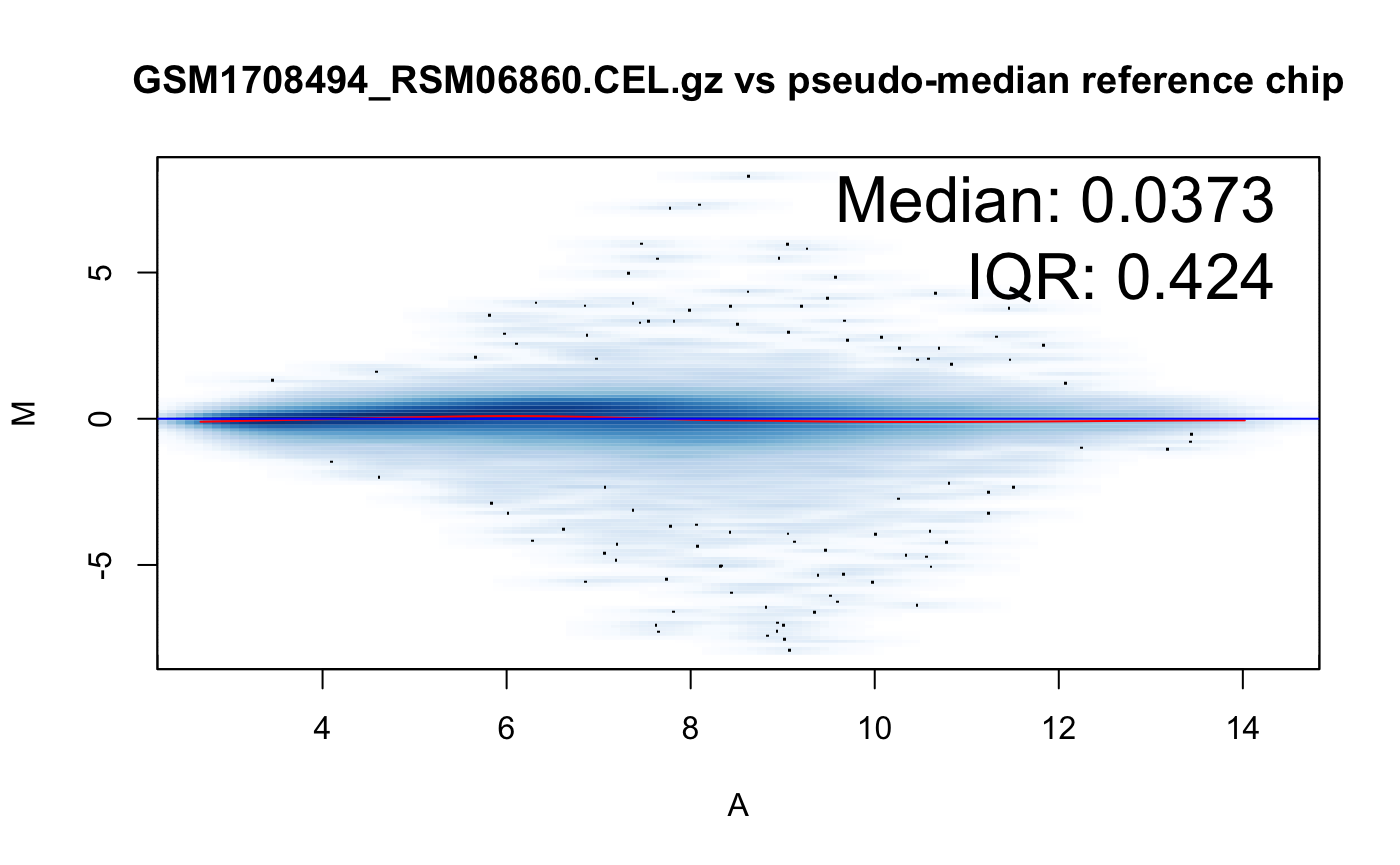 GSM1708494_RSM06860.CEL.gz vs pseudo-median reference chip
Median: 0.0373
IQR: 0.424
M
5
0
-5
4 6 8 10 12 14
A